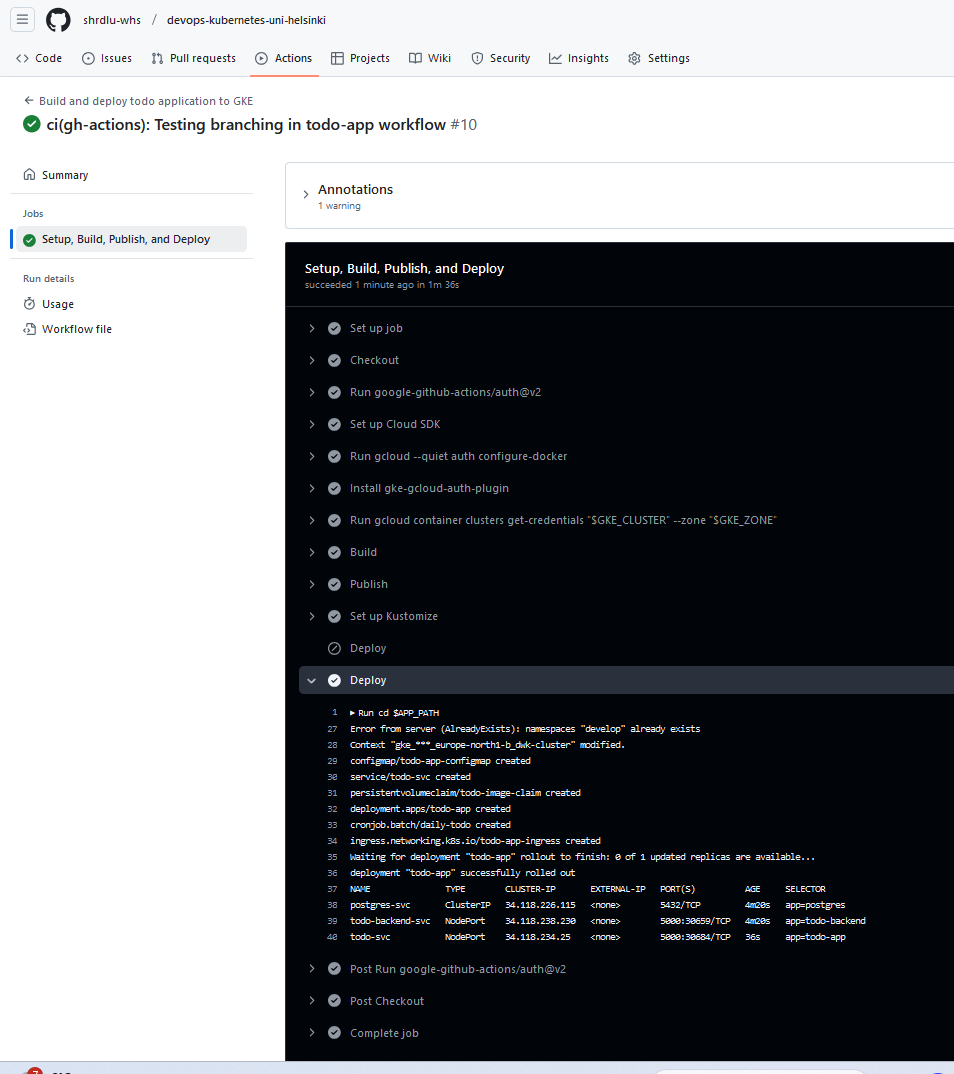 shrdlu-whs / devops-kubernetes-uni-helsinki
Code Issues Pull requests Actions Projects Wiki Security Insights Settings
Build and deploy todo application to GKE
ci(gh-actions): Testing branching in todo-app workflow #10
Summary
Jobs
Setup, Build, Publish, and Deploy
Run details
Usage
Workflow file
Annotations
1 warning
Setup, Build, Publish, and Deploy
succeeded 1 minute ago in 1m 36s
Set up job
Checkout
Run google-github-actions/auth@v2
Set up Cloud SDK
Run gcloud --quiet auth configure-docker
Install gke-gcloud-auth-plugin
Run gcloud container clusters get-credentials "$GKE_CLUSTER" --zone "$GKE_ZONE"
Build
Publish
Set up Kustomize
Deploy
Deploy
1 Run cd $APP_PATH
27 Error from server (AlreadyExists): namespaces "develop" already exists
28 Context "gke_***_europe-north1-b_dwk-cluster" modified.
29 configmap/todo-app-configmap created
30 service/todo-svc created
31 persistentvolumeclaim/todo-image-claim created
32 deployment.apps/todo-app created
33 cronjob.batch/daily-todo created
34 ingress.networking.k8s.io/todo-app-ingress created
35 Waiting for deployment "todo-app" rollout to finish: 0 of 1 updated replicas are available...
36 deployment "todo-app" successfully rolled out
37 NAME TYPE CLUSTER-IP EXTERNAL-IP PORT(S) AGE SELECTOR
38 postgres-svc ClusterIP 34.118.226.115 <none> 5432/TCP 4m20s app=postgres
39 todo-backend-svc NodePort 34.118.238.230 <none> 5000:30659/TCP 4m20s app=todo-backend
40 todo-svc NodePort 34.118.234.25 <none> 5000:30684/TCP 36s app=todo-app
Post Run google-github-actions/auth@v2
Post Checkout
Complete job